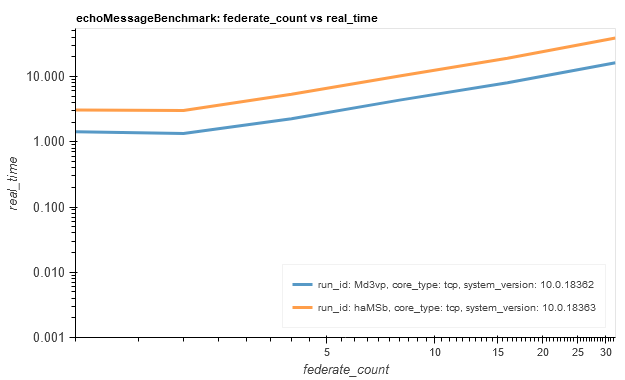 echoMessageBenchmark: federate_count vs real_time
10.000
1.000
0.100
0.010
0.001
real_time
run_id: Md3vp, core_type: tcp, system_version: 10.0.18362
run_id: haMSb, core_type: tcp, system_version: 10.0.18363
5
10
15
20
25
30
federate_count